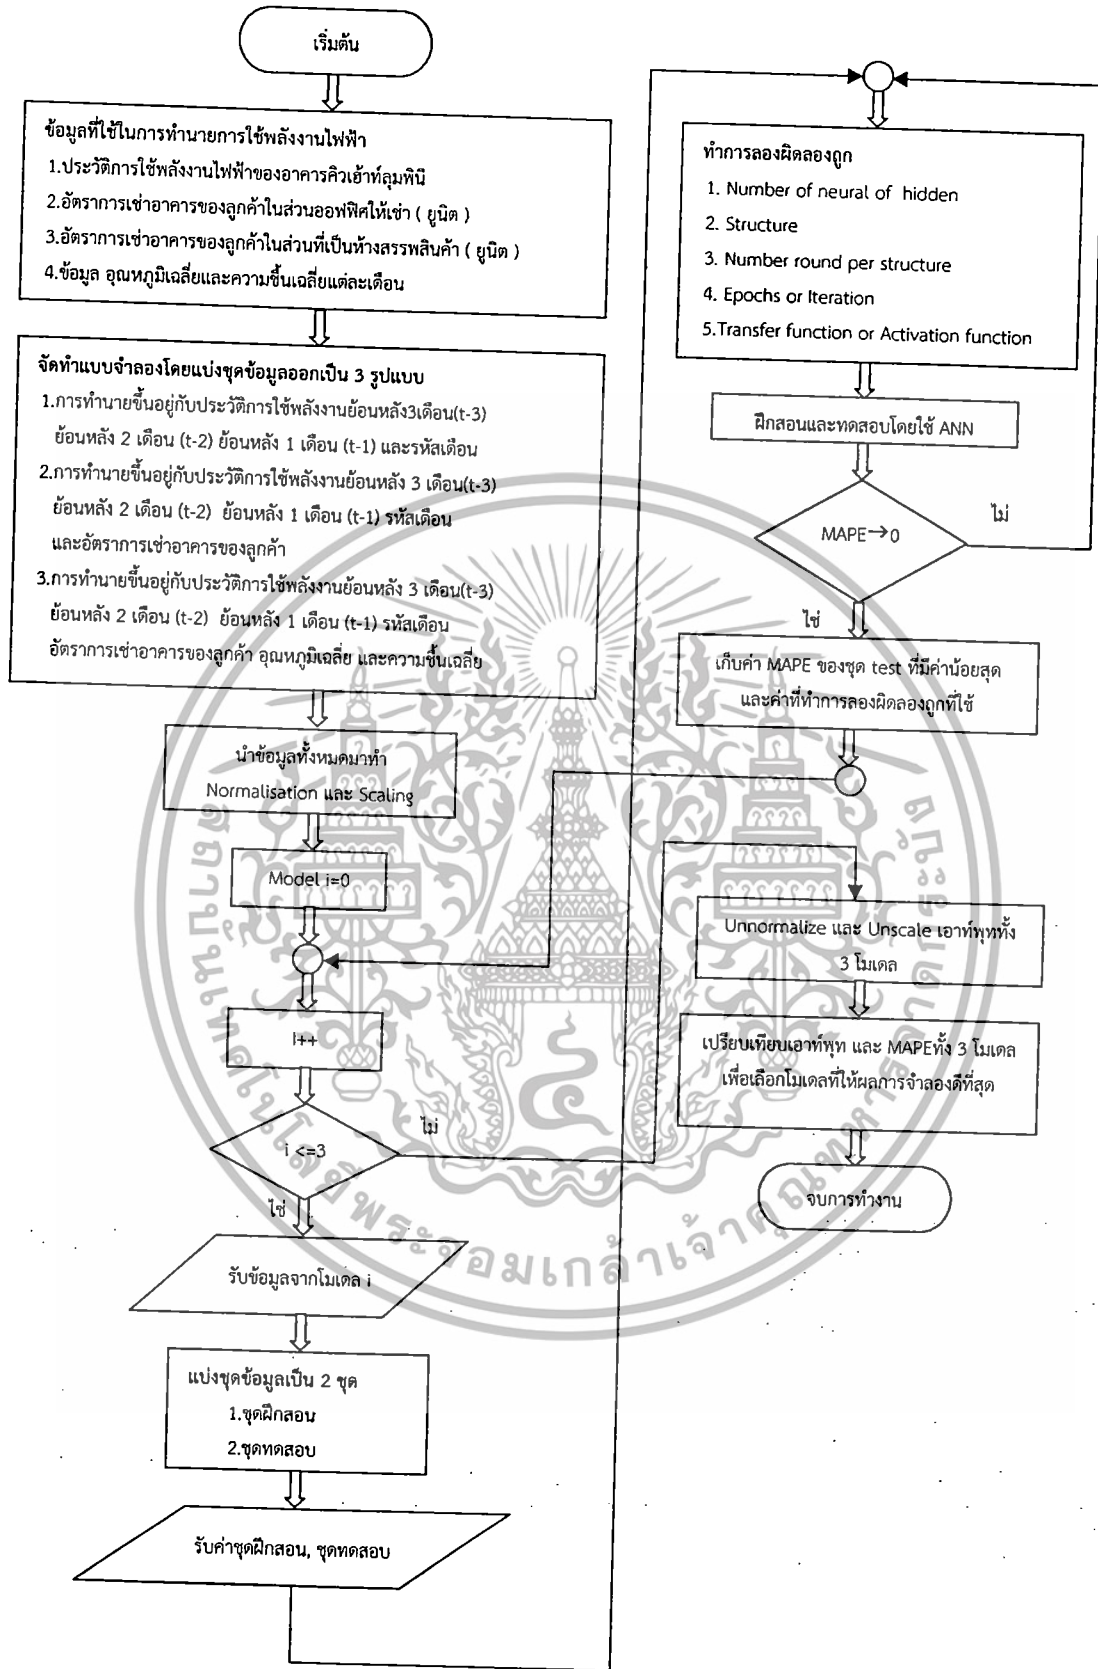 เริ่มต้น
ข้อมูลที่ใช้ในการทำนายการใช้พลังงานไฟฟ้า
1.ประวัติการใช้พลังงานไฟฟ้าของอาคารคิวเฮ้าท์ลุมพินี
2.อัตราการเช่าอาคารของลูกค้าในส่วนออฟฟิศให้เช่า ( ยูนิต )
3.อัตราการเช่าอาคารของลูกค้าในส่วนที่เป็นห้างสรรพสินค้า ( ยูนิต )
4.ข้อมูล อุณหภูมิเฉลี่ยและความชื้นเฉลี่ยแต่ละเดือน
จัดทำแบบจำลองโดยแบ่งชุดข้อมูลออกเป็น 3 รูปแบบ
1.การทำนายขึ้นอยู่กับประวัติการใช้พลังงานย้อนหลัง3เดือน(t-3)
ย้อนหลัง 2 เดือน (t-2) ย้อนหลัง 1 เดือน (t-1) และรหัสเดือน
2.การทำนายขึ้นอยู่กับประวัติการใช้พลังงานย้อนหลัง 3 เดือน(t-3)
ย้อนหลัง 2 เดือน (t-2) ย้อนหลัง 1 เดือน (t-1) รหัสเดือน
และอัตราการเช่าอาคารของลูกค้า
3.การทำนายขึ้นอยู่กับประวัติการใช้พลังงานย้อนหลัง 3 เดือน(t-3)
ย้อนหลัง 2 เดือน (t-2) ย้อนหลัง 1 เดือน (t-1) รหัสเดือน
อัตราการเช่าอาคารของลูกค้า อุณหภูมิเฉลี่ย และความชื้นเฉลี่ย
นำข้อมูลทั้งหมดมาทำ
Normalisation และ Scaling
Model i=0
i++
i <=3
ไม่
ใช่
รับข้อมูลจากโมเดล i
แบ่งชุดข้อมูลเป็น 2 ชุด
1.ชุดฝึกสอน
2.ชุดทดสอบ
รับค่าชุดฝึกสอน, ชุดทดสอบ
ทำการลองผิดลองถูก
1. Number of neural of hidden
2. Structure
3. Number round per structure
4. Epochs or Iteration
5.Transfer function or Activation function
ฝึกสอนและทดสอบโดยใช้ ANN
MAPE→0
ไม่
ใช่
เก็บค่า MAPE ของชุด test ที่มีค่าน้อยสุด
และค่าที่ทำการลองผิดลองถูกที่ใช้
Unnormalize และ Unscale เอาท์พุททั้ง
3 โมเดล
เปรียบเทียบเอาท์พุท และ MAPEทั้ง 3 โมเดล
เพื่อเลือกโมเดลที่ให้ผลการจำลองดีที่สุด
จบการทำงาน
สถาบันเทคโนโลยีพระจอมเกล้าเจ้าคุณทหารลาดกระบัง